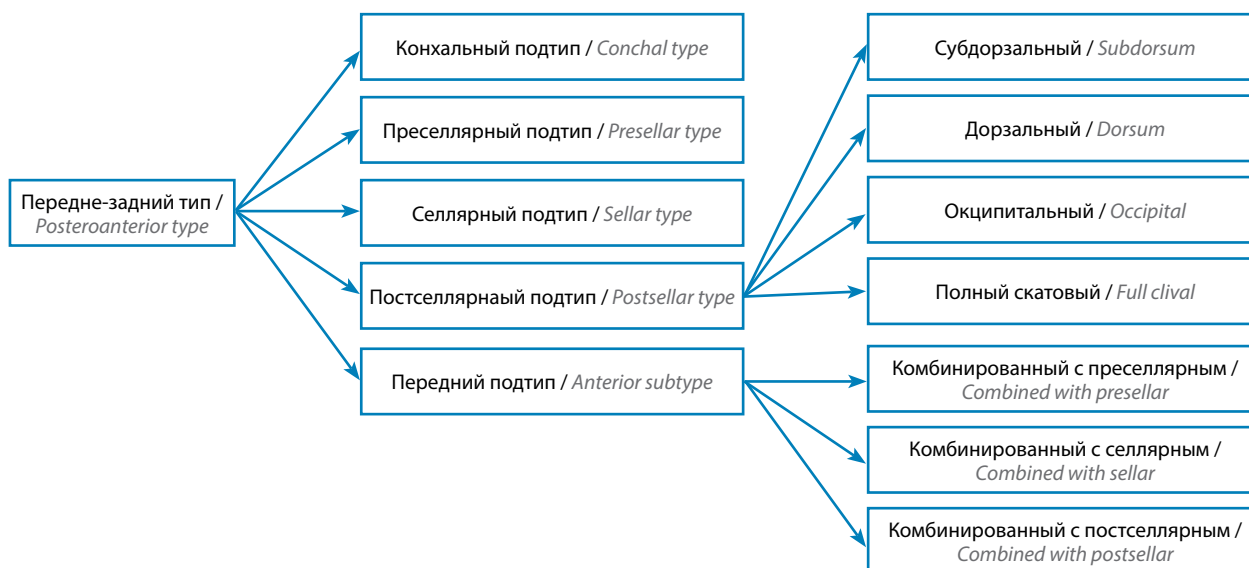 Передне-задний тип /
Posteroanterior type
Конхальный подтип / Conchal type
Преселлярный подтип / Presellar type
Селлярный подтип / Sellar type
Постселлярнаый подтип / Postsellar type
Передний подтип / Anterior subtype
Субдорзальный / Subdorsum
Дорзальный / Dorsum
Окципитальный / Occipital
Полный скатовый / Full clival
Комбинированный с преселлярным /
Combined with presellar
Комбинированный с селлярным /
Combined with sellar
Комбинированный с постселлярным /
Combined with postsellar